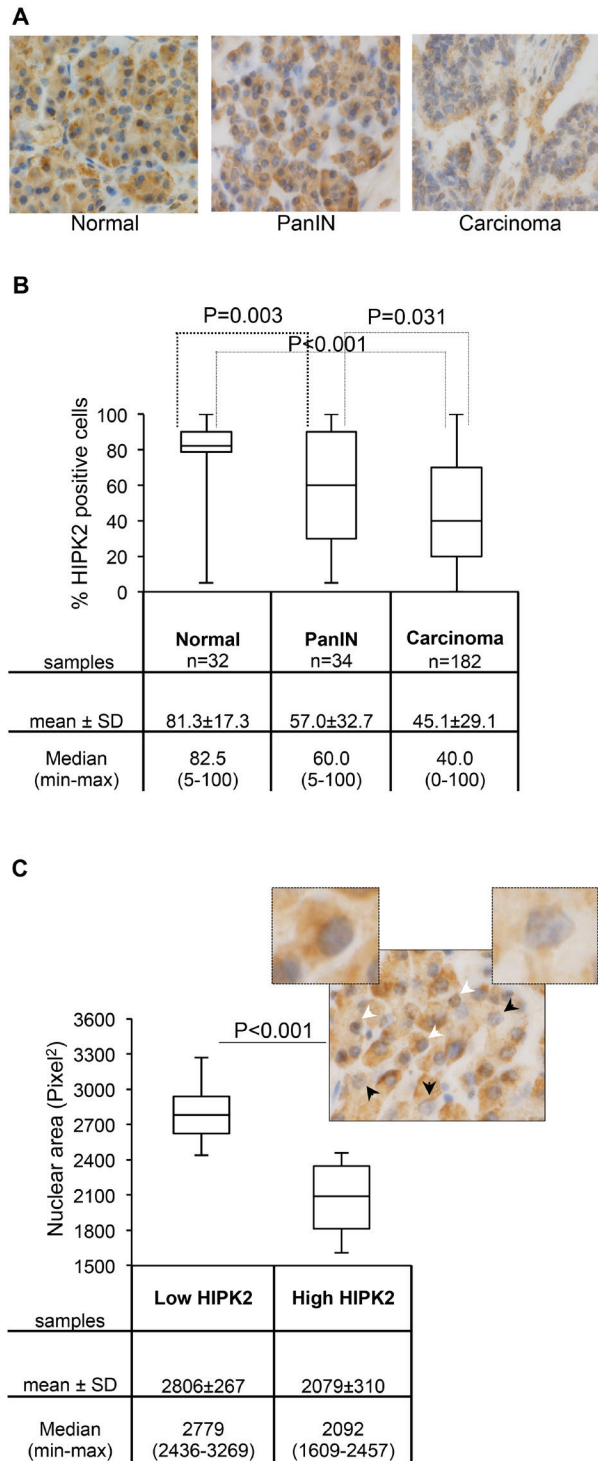 A
Normal PanIN Carcinoma
B
P=0.003 P=0.031
P<0.001
% HIPK2 positive cells
100
80
60
40
20
0
Normal PanIN Carcinoma
samples n=32 n=34 n=182
mean ± SD 81.3±17.3 57.0±32.7 45.1±29.1
Median 82.5 60.0 40.0
(min-max) (5-100) (5-100) (0-100)
C
P<0.001
Nuclear area (Pixel²)
3600
3300
3000
2700
2400
2100
1800
1500
Low HIPK2 High HIPK2
samples
mean ± SD 2806±267 2079±310
Median 2779 2092
(min-max) (2436-3269) (1609-2457)